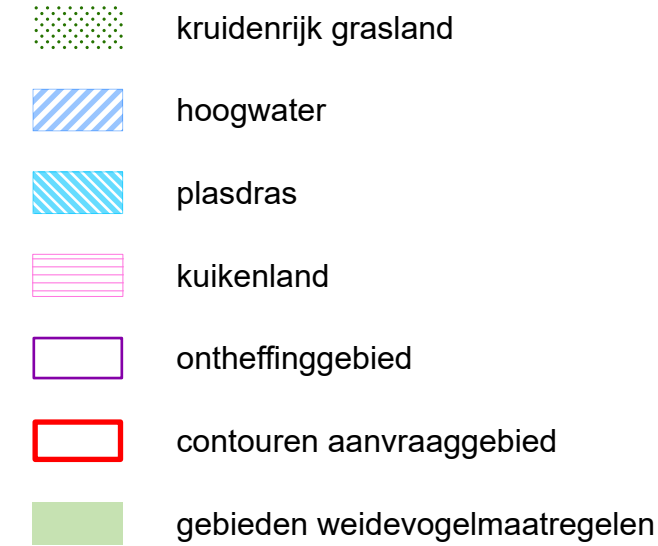 kruidenrijk grasland
hoogwater
plasdras
kuikenland
ontheffinggebied
contouren aanvraaggebied
gebieden weidevogelmaatregelen